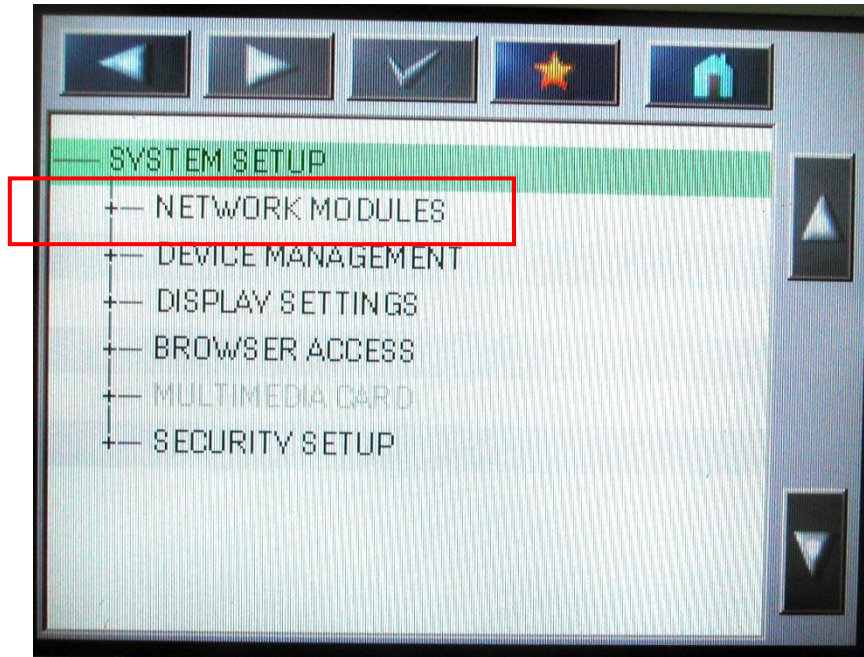 SYSTEM SETUP
NETWORK MODULES
DEVICE MANAGEMENT
DISPLAY SETTINGS
BROWSER ACCESS
MULTIMEDIA CARD
SECURITY SETUP